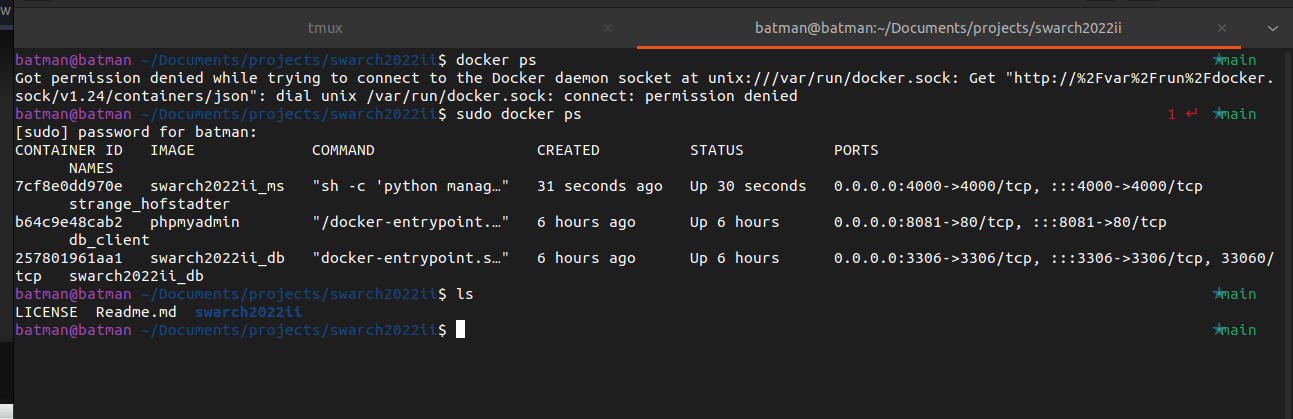 W
tmux × batman@batman:~/Documents/projects/swarch2022ii ×
batman@batman ~/Documents/projects/swarch2022ii$ docker ps main
Got permission denied while trying to connect to the Docker daemon socket at unix:///var/run/docker.sock: Get "http://%2Fvar%2Frun%2Fdocker.
sock/v1.24/containers/json": dial unix /var/run/docker.sock: connect: permission denied
batman@batman ~/Documents/projects/swarch2022ii$ sudo docker ps 1 ↵ main
[sudo] password for batman:
CONTAINER ID IMAGE COMMAND CREATED STATUS PORTS
NAMES
7cf8e0dd970e swarch2022ii_ms "sh -c 'python manag…" 31 seconds ago Up 30 seconds 0.0.0.0:4000->4000/tcp, :::4000->4000/tcp
strange_hofstadter
b64c9e48cab2 phpmyadmin "/docker-entrypoint.…" 6 hours ago Up 6 hours 0.0.0.0:8081->80/tcp, :::8081->80/tcp
db_client
257801961aa1 swarch2022ii_db "docker-entrypoint.s…" 6 hours ago Up 6 hours 0.0.0.0:3306->3306/tcp, :::3306->3306/tcp, 33060/
tcp swarch2022ii_db
batman@batman ~/Documents/projects/swarch2022ii$ ls main
LICENSE Readme.md swarch2022ii
batman@batman ~/Documents/projects/swarch2022ii$ main